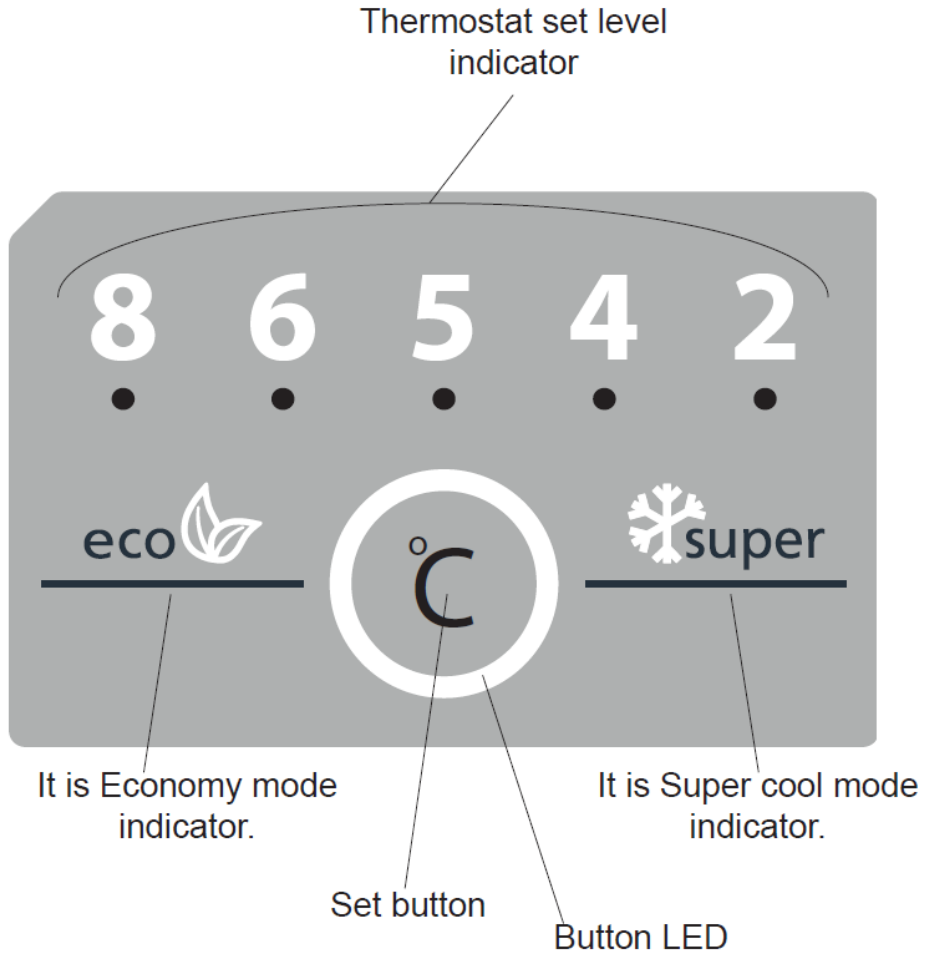 Thermostat set level
indicator
8 6 5 4 2
eco
°C
super
It is Economy mode
indicator.
It is Super cool mode
indicator.
Set button
Button LED